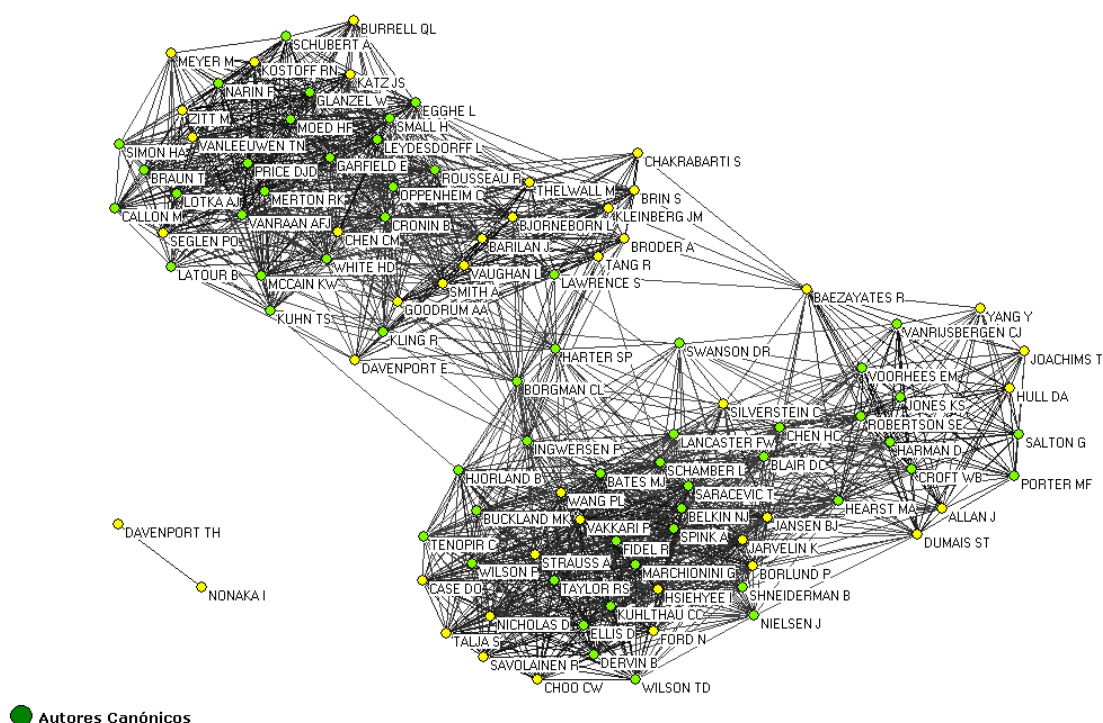 BURRELL QL
SCHUBERT A
MEYER M
KOSTOFF RN
KATZ JS
NARIN F
GLANZEL W
EGGHE L
ZITT M
MOED HF
SMALL H
VANLEEUWEN TN
LEYDESDORFF L
SIMON HA
CHAKRABARTI S
BRAUN T
PRICE DJD
GARFIELD E
ROUSSEAU R
LOTKA AJ
MERTON RK
OPPENHEIM C
THELWALL M
BRIN S
CALLON M
VANRAAN AFJ
CRONIN B
BJORNEBORN L
KLEINBERG JM
SEGLEN PO
CHEN CM
BARILAN J
BRODER A
LATOUR B
WHITE HD
VAUGHAN L
TANG R
MCCAIN KW
SMITH A
LAWRENCE S
GOODRUM AA
BAEZAYATES R
KUHN TS
YANG Y
KLING R
VANRIJSBERGEN CJ
DAVENPORT E
HARTER SP
SWANSON DR
JOACHIMS T
VOORHEES EM
BORGMAN CL
HULL DA
JONES KS
SILVERSTEIN C
ROBERTSON SE
INGWERSEN P
LANCASTER FW
CHEN HC
HARMAN D
SALTON G
HJORLAND B
BATES MJ
SCHAMBER L
BLAIR DC
CROFT WB
PORTER MF
WANG PL
SARACEVIC T
HEARST MA
BUCKLAND MK
VAKKARI P
BELKIN NJ
JANSEN BJ
ALLAN J
DAVENPORT TH
TENOPIR C
FIDEL R
SPINK A
JARVELIN K
DUMAIS ST
STRAUSS A
WILSON P
MARCHIONINI G
BORLUND P
CASE DO
TAYLOR RS
HSIEHYEE I
SHNEIDERMAN B
NONAKA I
KUHLTHAU CC
NICHOLAS D
NIELSEN J
TALJA S
ELLIS D
FORD N
SAVOLAINEN R
DERVIN B
CHOO CW
WILSON TD
Autores Canónicos